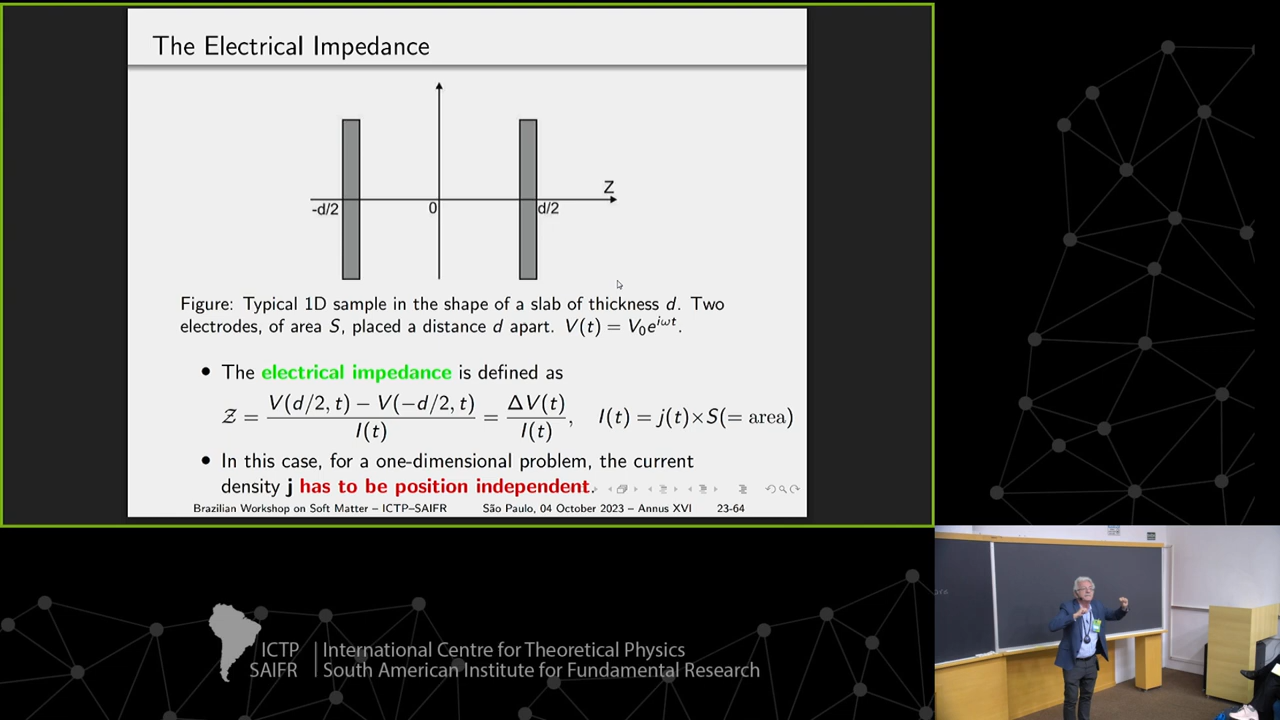 The Electrical Impedance
Z
-d/2
0
d/2
Figure: Typical 1D sample in the shape of a slab of thickness d. Two
electrodes, of area S, placed a distance d apart. V(t) = V₀e^{iωt}.
• The electrical impedance is defined as
𝒵 = \frac{V(d/2, t) − V(−d/2, t)}{I(t)} = \frac{ΔV(t)}{I(t)}, I(t) = j(t)×S(= area)
• In this case, for a one-dimensional problem, the current
density j has to be position independent.
Brazilian Workshop on Soft Matter – ICTP–SAIFR São Paulo, 04 October 2023 – Annus XVI 23-64
ICTP
SAIFR
International Centre for Theoretical Physics
South American Institute for Fundamental Research